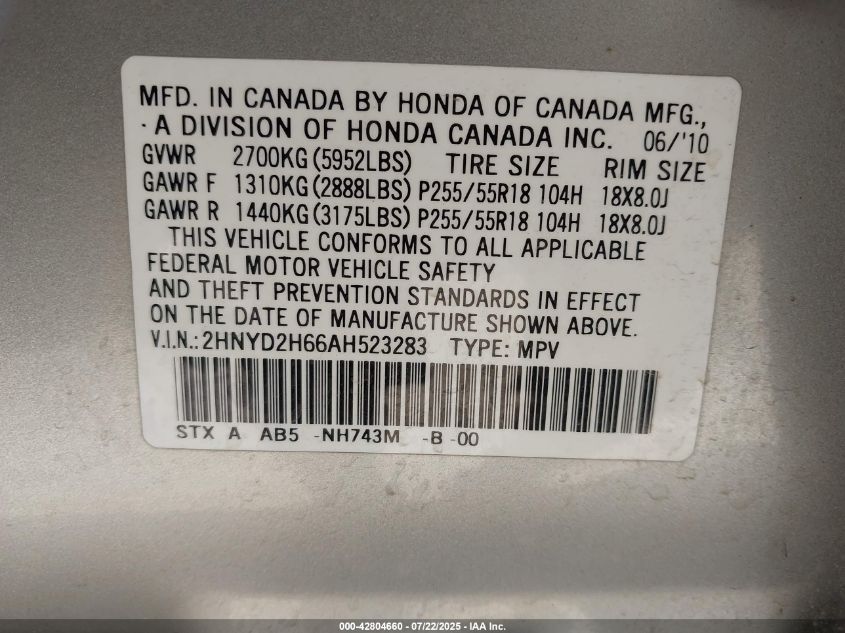 MFD. IN CANADA BY HONDA OF CANADA MFG.,
· A DIVISION OF HONDA CANADA INC. 06/'10
GVWR 2700KG (5952LBS) TIRE SIZE RIM SIZE
GAWR F 1310KG (2888LBS) P255/55R18 104H 18X8.0J
GAWR R 1440KG (3175LBS) P255/55R18 104H 18X8.0J
THIS VEHICLE CONFORMS TO ALL APPLICABLE
FEDERAL MOTOR VEHICLE SAFETY
AND THEFT PREVENTION STANDARDS IN EFFECT
ON THE DATE OF MANUFACTURE SHOWN ABOVE.
V.I.N.: 2HNYD2H66AH523283 TYPE: MPV
STX A AB5 -NH743M -B -00
000-42804660 - 07/22/2025 - IAA Inc.